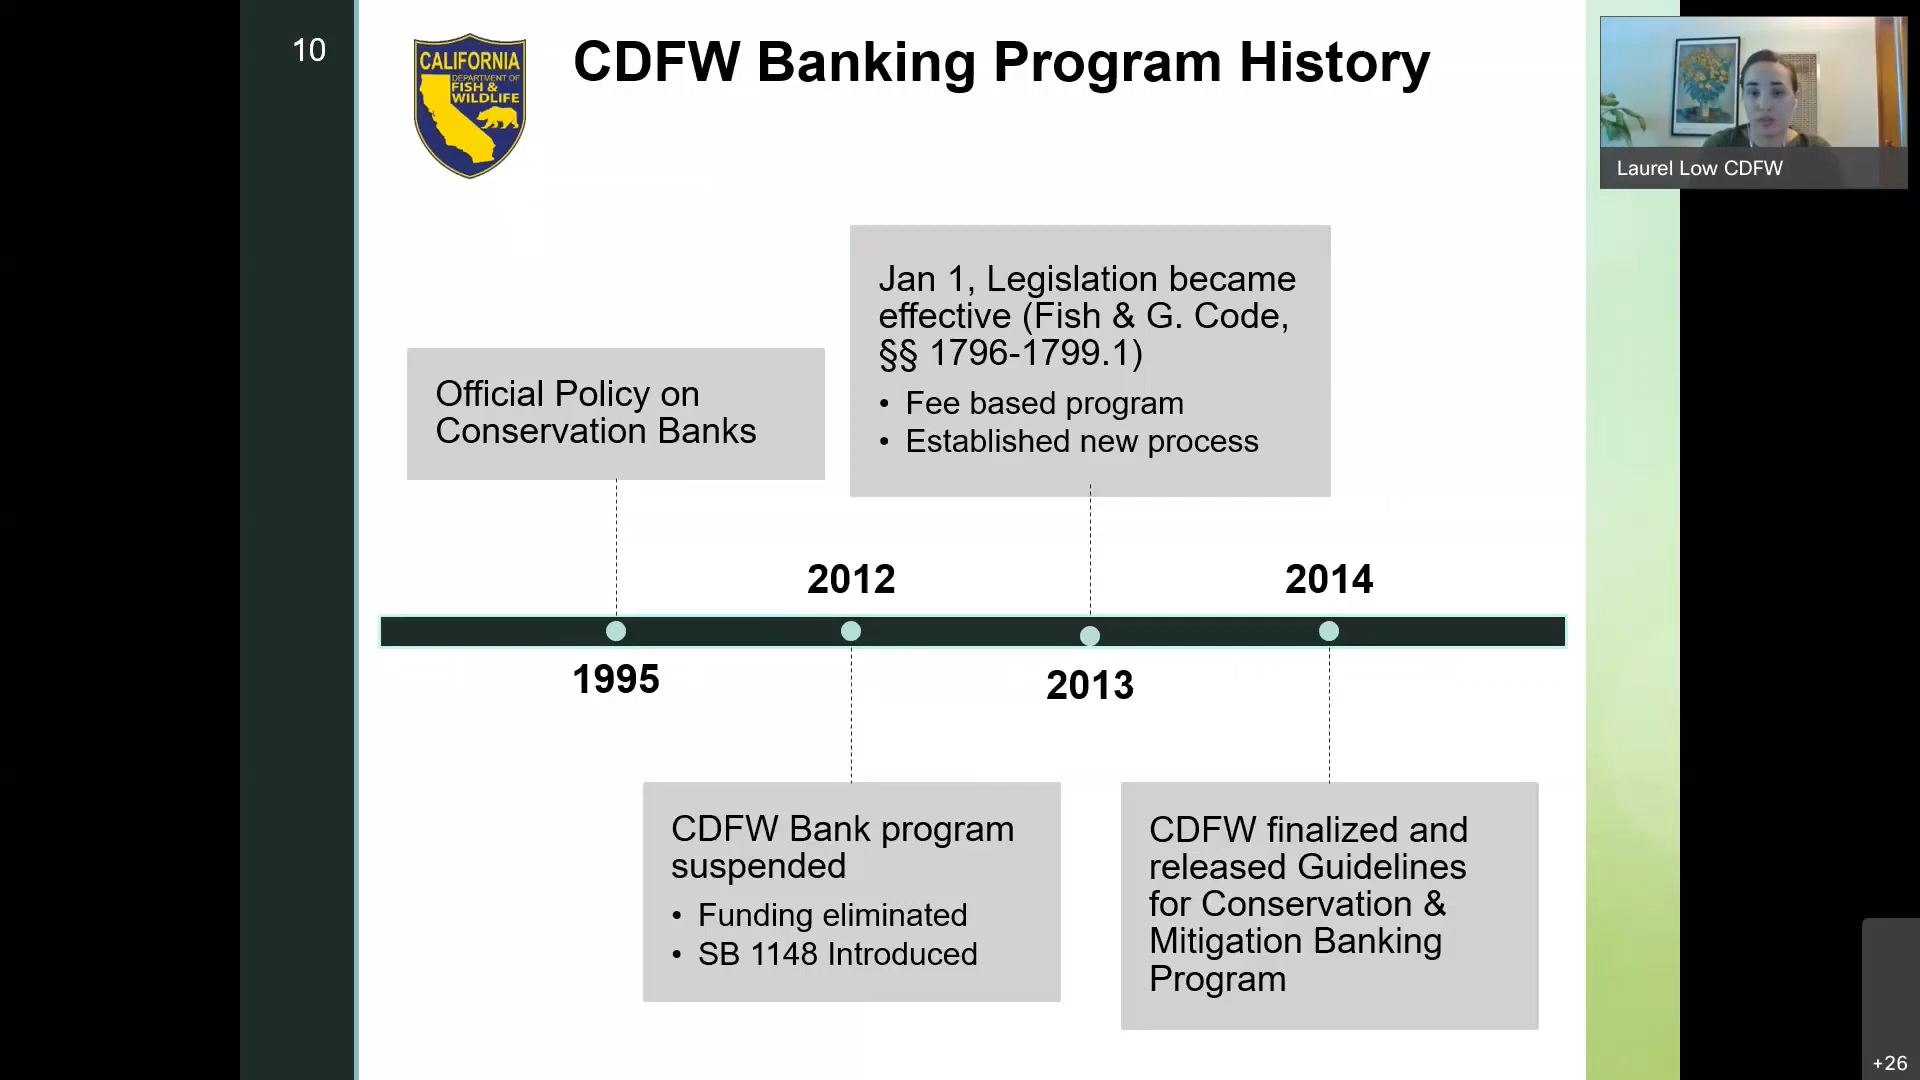 10
CALIFORNIA
DEPARTMENT OF
FISH &
WILDLIFE
CDFW Banking Program History
Laurel Low CDFW
Official Policy on
Conservation Banks
Jan 1, Legislation became
effective (Fish & G. Code,
§§ 1796-1799.1)
• Fee based program
• Established new process
2012
2014
1995
2013
CDFW Bank program
suspended
• Funding eliminated
• SB 1148 Introduced
CDFW finalized and
released Guidelines
for Conservation &
Mitigation Banking
Program
+26